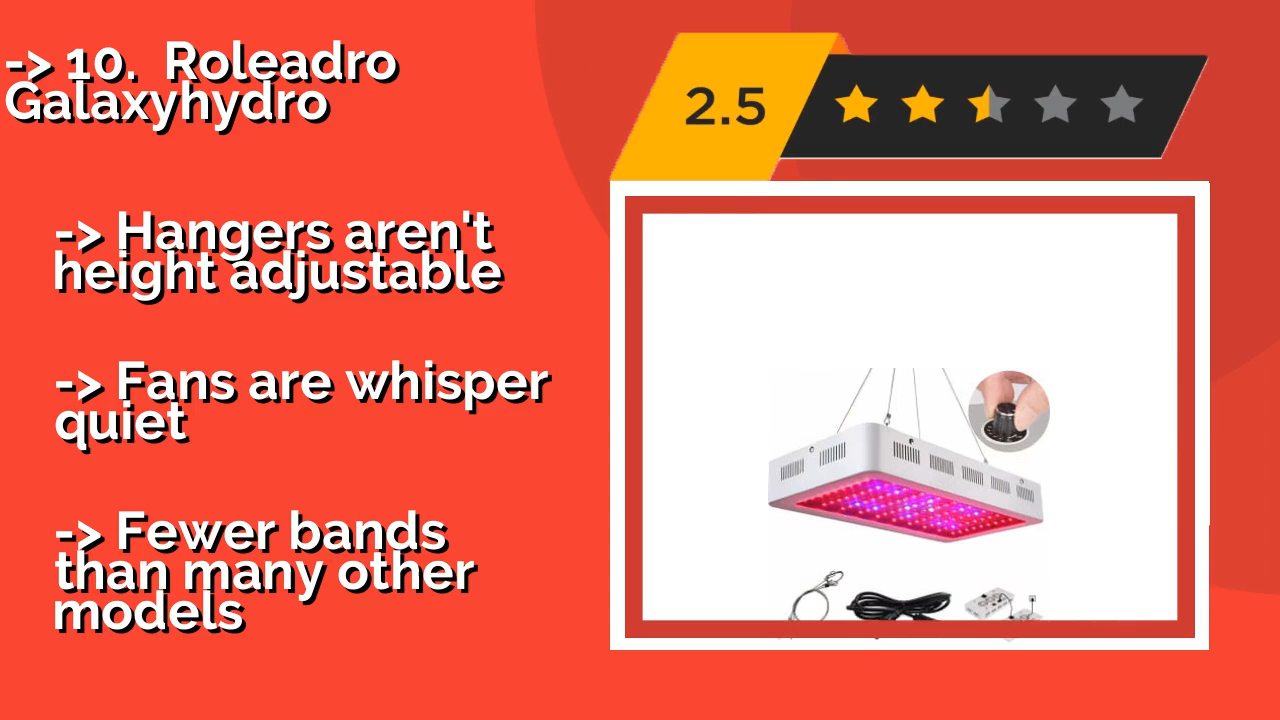 -> 10.  Roleadro
Galaxyhydro
2.5
-> Hangers aren't
height adjustable
-> Fans are whisper
quiet
-> Fewer bands
than many other
models